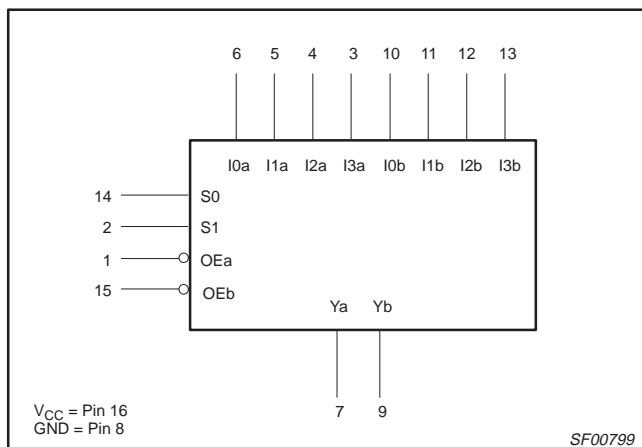 6 5 4 3 10 11 12 13
I0a I1a I2a I3a I0b I1b I2b I3b
14 S0
2 S1
1 OEa
15 OEb
Ya Yb
7 9
VCC = Pin 16
GND = Pin 8
SF00799